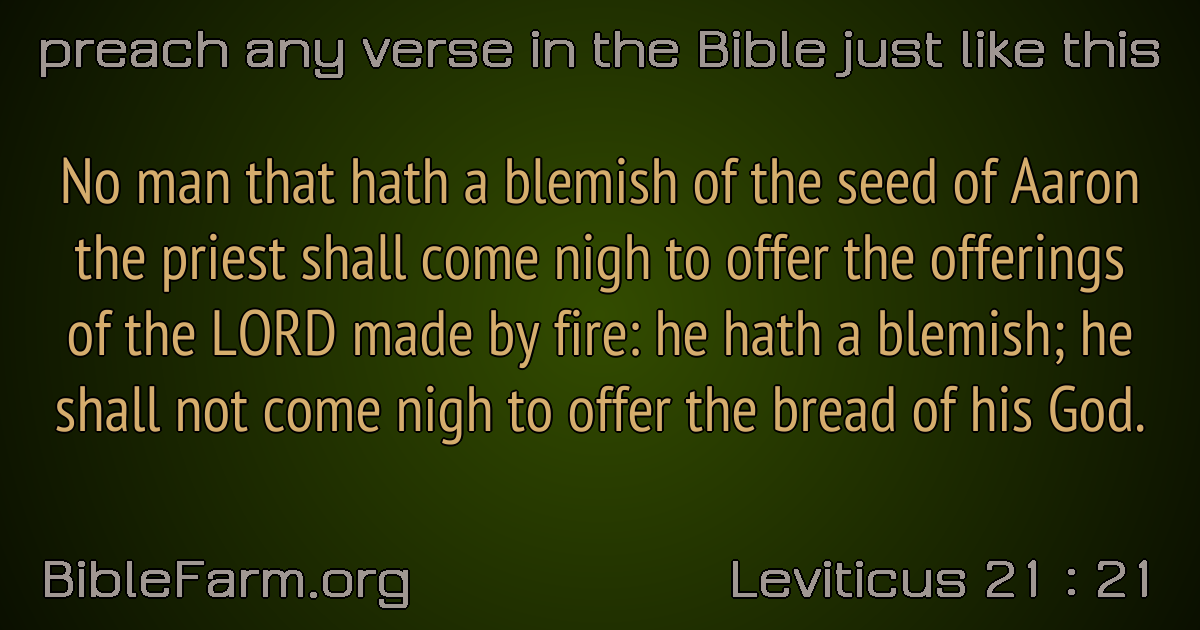 preach any verse in the Bible just like this
No man that hath a blemish of the seed of Aaron
the priest shall come nigh to offer the offerings
of the LORD made by fire: he hath a blemish; he
shall not come nigh to offer the bread of his God.
BibleFarm.org
Leviticus 21 : 21